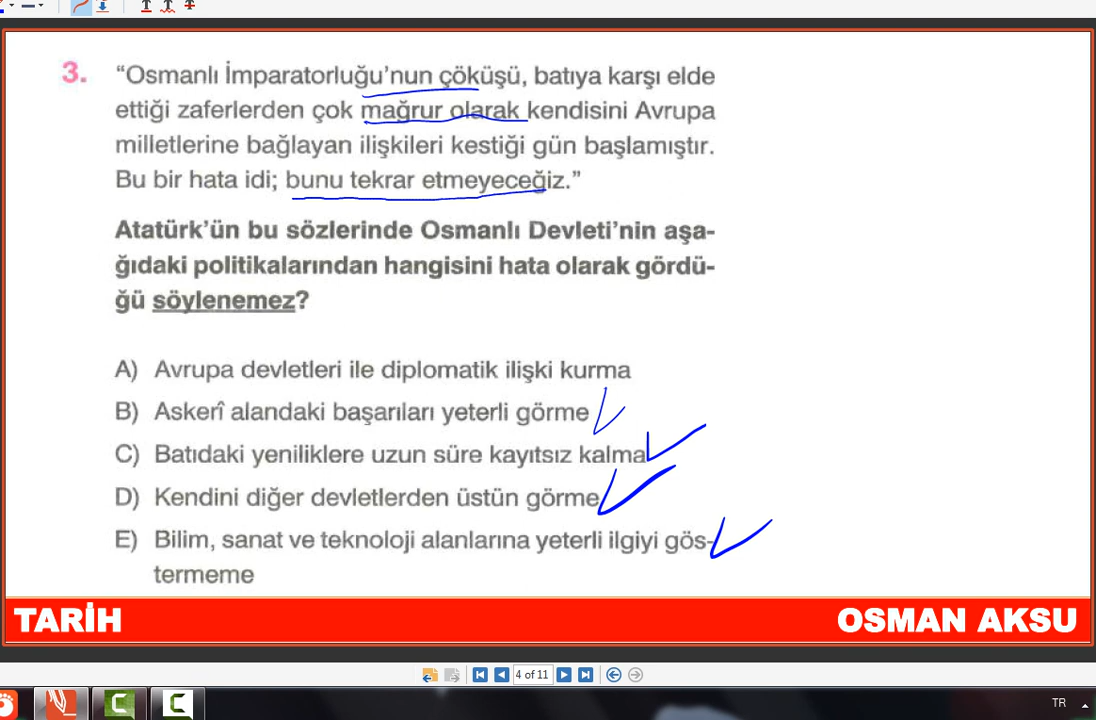 3. “Osmanlı İmparatorluğu’nun çöküşü, batıya karşı elde
ettiği zaferlerden çok mağrur olarak kendisini Avrupa
milletlerine bağlayan ilişkileri kestiği gün başlamıştır.
Bu bir hata idi; bunu tekrar etmeyeceğiz.”
Atatürk’ün bu sözlerinde Osmanlı Devleti’nin aşa-
ğıdaki politikalarından hangisini hata olarak gördü-
ğü söylenemez?
A) Avrupa devletleri ile diplomatik ilişki kurma
B) Askerî alandaki başarıları yeterli görme
C) Batıdaki yeniliklere uzun süre kayıtsız kalma
D) Kendini diğer devletlerden üstün görme
E) Bilim, sanat ve teknoloji alanlarına yeterli ilgiyi gös-
termeme
TARİH OSMAN AKSU
4 of 11
TR